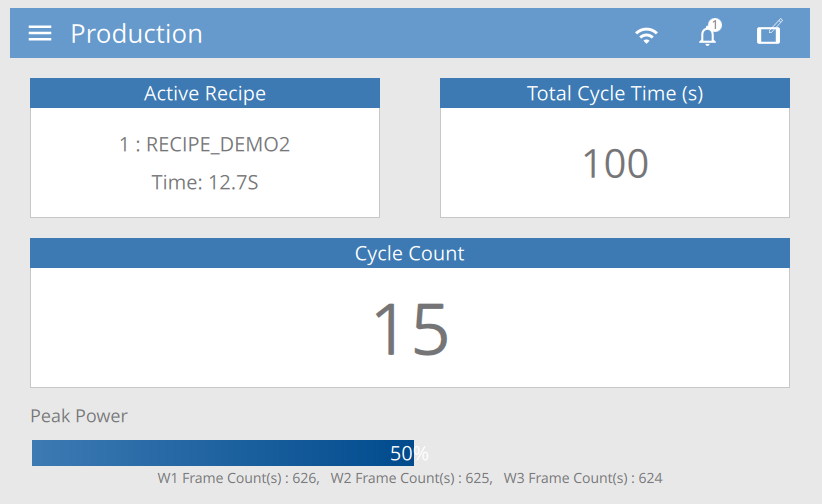 Production
1
Active Recipe
1 : RECIPE_DEMO2
Time: 12.7S
Total Cycle Time (s)
100
Cycle Count
15
Peak Power
50%
W1 Frame Count(s) : 626,   W2 Frame Count(s) : 625,   W3 Frame Count(s) : 624